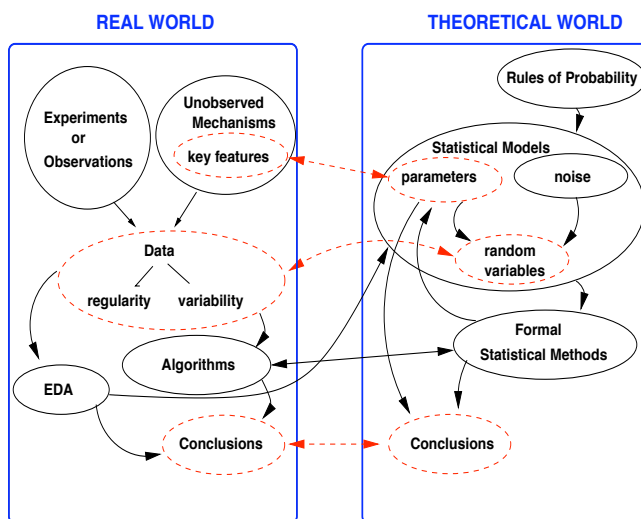 REAL WORLD
THEORETICAL WORLD
Experiments
or
Observations
Unobserved
Mechanisms
key features
Rules of Probability
Statistical Models
parameters
noise
random
variables
Data
regularity
variability
Algorithms
EDA
Conclusions
Formal
Statistical Methods
Conclusions